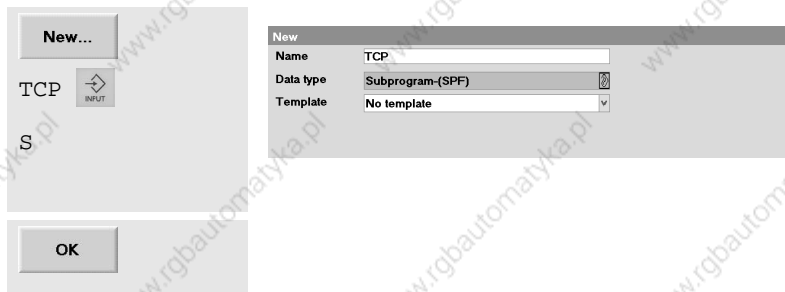 New...
TCP
INPUT
S
OK
New
Name TCP
Data type Subprogram-(SPF)
Template No template
www.rgbautomatyka.pl